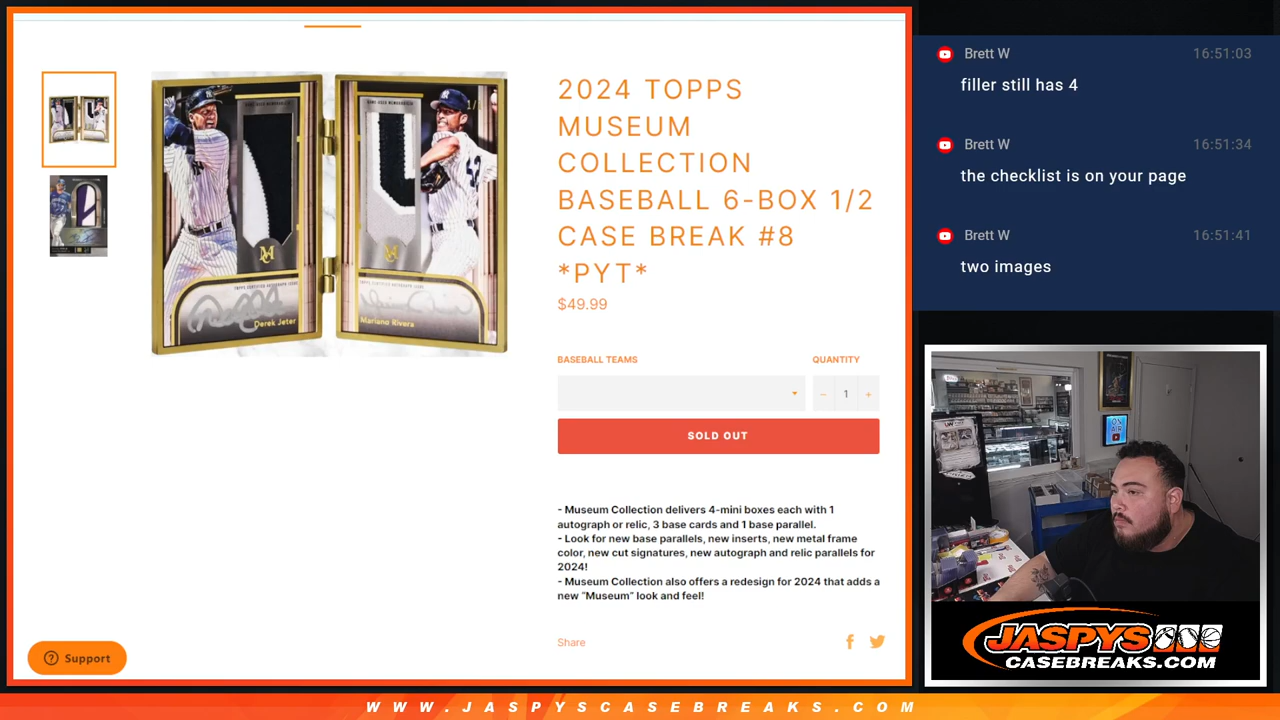 2024 TOPPS
MUSEUM
COLLECTION
BASEBALL 6-BOX 1/2
CASE BREAK #8
*PYT*
$49.99
BASEBALL TEAMS
QUANTITY
− 1 +
SOLD OUT
- Museum Collection delivers 4-mini boxes each with 1
autograph or relic, 3 base cards and 1 base parallel.
- Look for new base parallels, new inserts, new metal frame
color, new cut signatures, new autograph and relic parallels for
2024!
- Museum Collection also offers a redesign for 2024 that adds a
new "Museum" look and feel!
Share
Support
Derek Jeter
Mariano Rivera
Brett W 16:51:03
filler still has 4
Brett W 16:51:34
the checklist is on your page
Brett W 16:51:41
two images
ON
AIR
JASPYS
CASEBREAKS.COM
WWW.JASPYSCASEBREAKS.COM